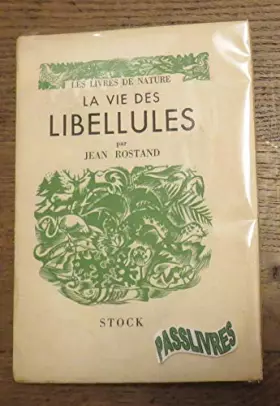 LES LIVRES DE NATURE
LA VIE DES
LIBELLULES
par
JEAN ROSTAND
STOCK
PASSLIVRES